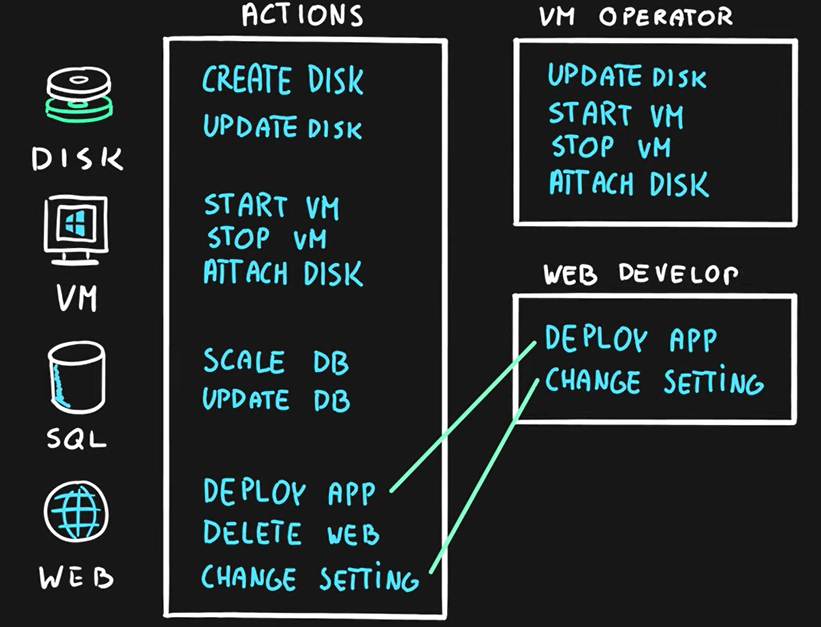 ACTIONS
DISK
CREATE DISK
UPDATE DISK
VM
START VM
STOP VM
ATTACH DISK
SQL
SCALE DB
UPDATE DB
WEB
DEPLOY APP
DELETE WEB
CHANGE SETTING
VM OPERATOR
UPDATE DISK
START VM
STOP VM
ATTACH DISK
WEB DEVELOP
DEPLOY APP
CHANGE SETTING